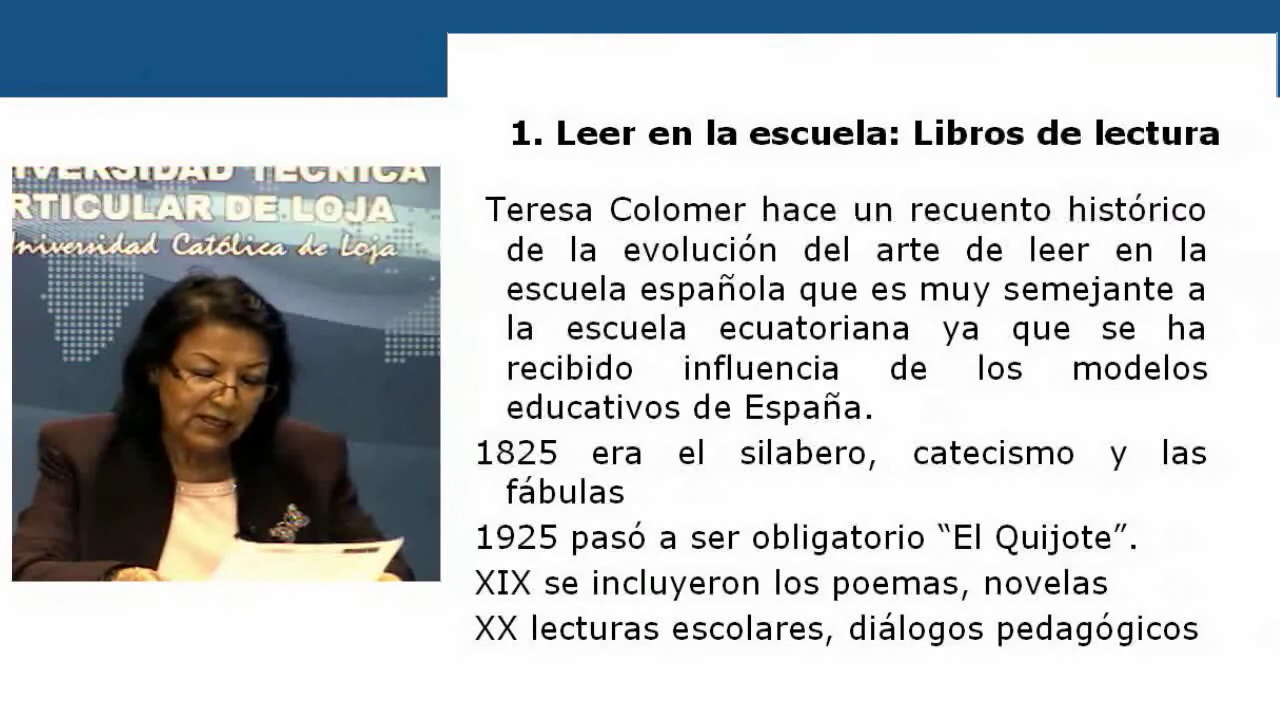 TECNICA
RTICULAR DE LOJA
Universidad Católica de Loja
1. Leer en la escuela: Libros de lectura
Teresa Colomer hace un recuento histórico
de la evolución del arte de leer en la
escuela española que es muy semejante a
la escuela ecuatoriana ya que se ha
recibido influencia de los modelos
educativos de España.
1825 era el silabero, catecismo y las
fábulas
1925 pasó a ser obligatorio “El Quijote”.
XIX se incluyeron los poemas, novelas
XX lecturas escolares, diálogos pedagógicos